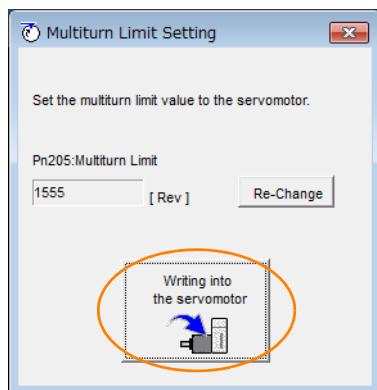 Multiturn Limit Setting
Set the multiturn limit value to the servomotor.
Pn205:Multiturn Limit
1555 [ Rev ] Re-Change
Writing into
the servomotor